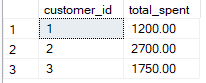 customer_id total_spent
1 1 1200.00
2 2 2700.00
3 3 1750.00